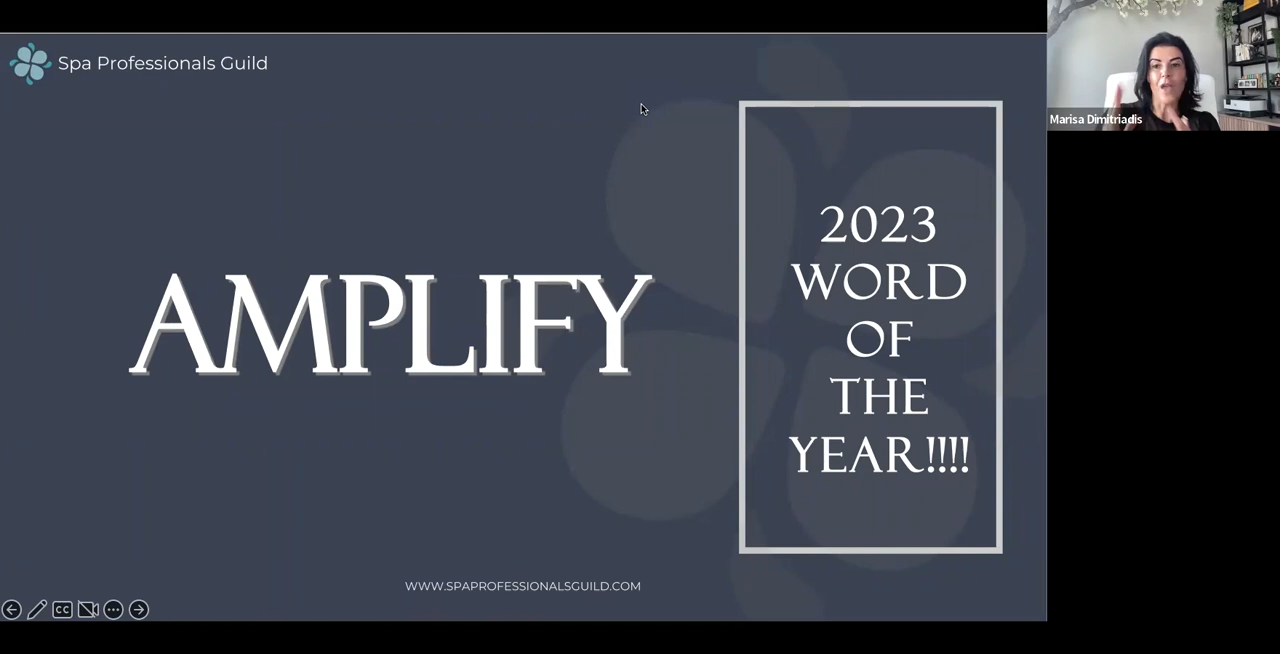 Spa Professionals Guild
AMPLIFY
2023
WORD
OF
THE
YEAR!!!!
WWW.SPAPROFESSIONALSGUILD.COM
CC
Marisa Dimitriadis